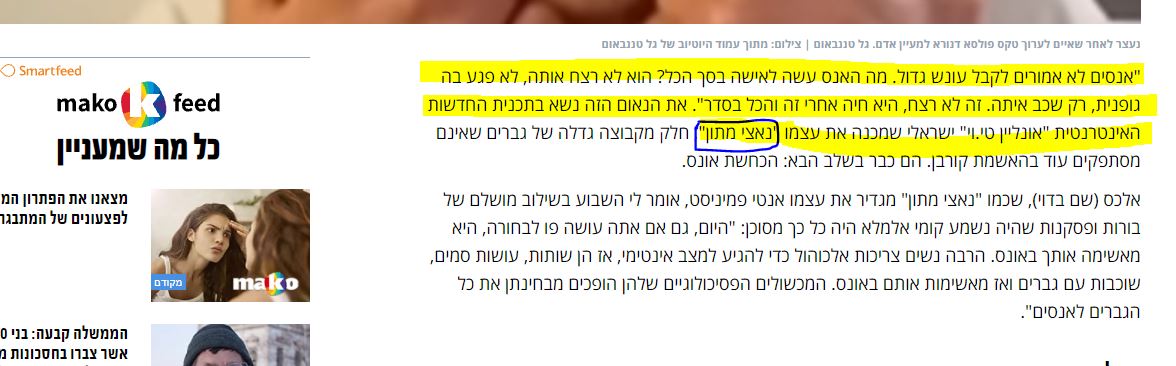 נעצר לאחר שאיים לערוך טקס פולסא דנורא למעיין אדם. גל טננבאום | צילום: מתוך עמוד היוטיוב של גל טננבאום
"אנסים לא אמורים לקבל עונש גדול. מה האנס עשה לאישה בסך הכל? הוא לא רצח אותה, לא פגע בה
גופנית, רק שכב איתה. זה לא רצח, היא חיה אחרי זה והכל בסדר". את הנאום הזה נשא בתכנית החדשות
האינטרנטית "אונליין טי.וי" ישראלי שמכנה את עצמו "נאצי מתון" חלק מקבוצה גדלה של גברים שאינם
מסתפקים עוד בהאשמת קורבן. הם כבר בשלב הבא: הכחשת אונס.
אלכס (שם בדוי), שכמו "נאצי מתון" מגדיר את עצמו אנטי פמיניסט, אומר לי השבוע בשילוב מושלם של
בורות ופסקנות שהיה נשמע קומי אלמלא היה כל כך מסוכן: "היום, גם אם אתה עושה פו לבחורה, היא
מאשימה אותך באונס. הרבה נשים צריכות אלכוהול כדי להגיע למצב אינטימי, אז הן שותות, עושות סמים,
שוכבות עם גברים ואז מאשימות אותם באונס. המכשולים הפסיכולוגיים שלהן הופכים מבחינתן את כל
הגברים לאנסים".
Smartfeed
mako k feed
כל מה שמעניין
מצאנו את הפתרון
לפצעונים של המתבגר
mako
מקודם
הממשלה קבעה: בני
אשר צברו בחסכונות